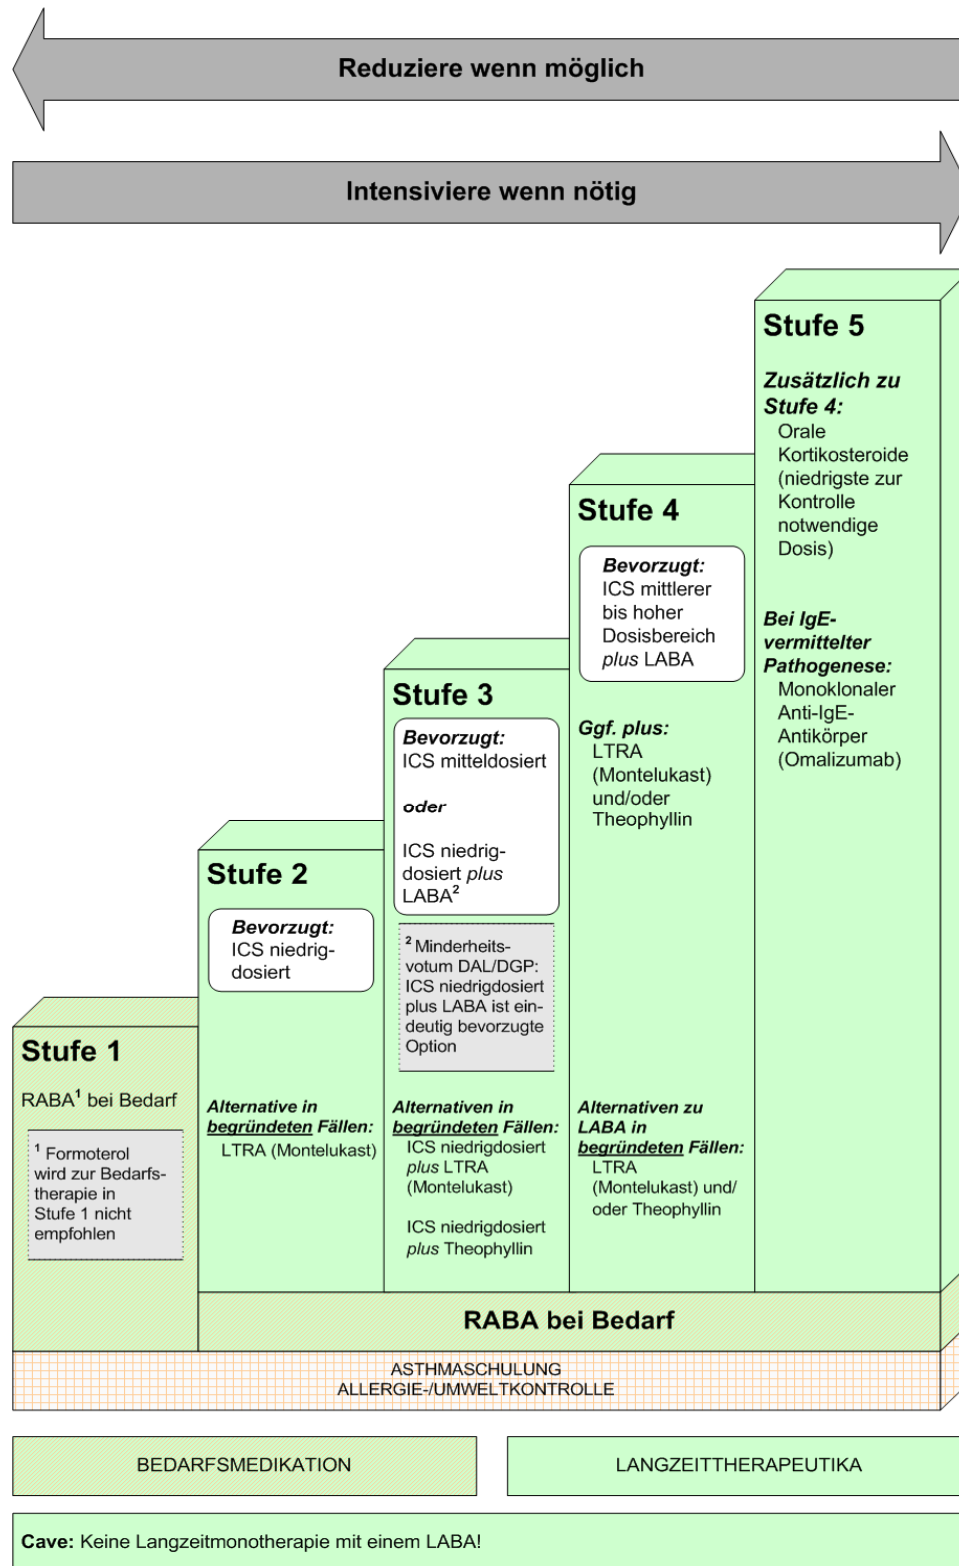 Reduziere wenn möglich
Intensiviere wenn nötig
Stufe 5
Zusätzlich zu
Stufe 4:
Orale
Kortikosteroide
(niedrigste zur
Kontrolle
notwendige
Dosis)
Bei IgE-
vermittelter
Pathogenese:
Monoklonaler
Anti-IgE-
Antikörper
(Omalizumab)
Stufe 4
Bevorzugt:
ICS mittlerer
bis hoher
Dosisbereich
plus LABA
Ggf. plus:
LTRA
(Montelukast)
und/oder
Theophyllin
Alternativen zu
LABA in
begründeten Fällen:
LTRA
(Montelukast) und/
oder Theophyllin
Stufe 3
Bevorzugt:
ICS mitteldosiert
oder
ICS niedrig-
dosiert plus
LABA²
² Minderheits-
votum DAL/DGP:
ICS niedrigdosiert
plus LABA ist ein-
deutig bevorzugte
Option
Alternativen in
begründeten Fällen:
ICS niedrigdosiert
plus LTRA
(Montelukast)
ICS niedrigdosiert
plus Theophyllin
Stufe 2
Bevorzugt:
ICS niedrig-
dosiert
Alternative in
begründeten Fällen:
LTRA (Montelukast)
Stufe 1
RABA¹ bei Bedarf
¹ Formoterol
wird zur Bedarfs-
therapie in
Stufe 1 nicht
empfohlen
RABA bei Bedarf
ASTHMASCHULUNG
ALLERGIE-/UMWELTKONTROLLE
BEDARFSMEDIKATION
LANGZEITTHERAPEUTIKA
Cave: Keine Langzeitmonotherapie mit einem LABA!